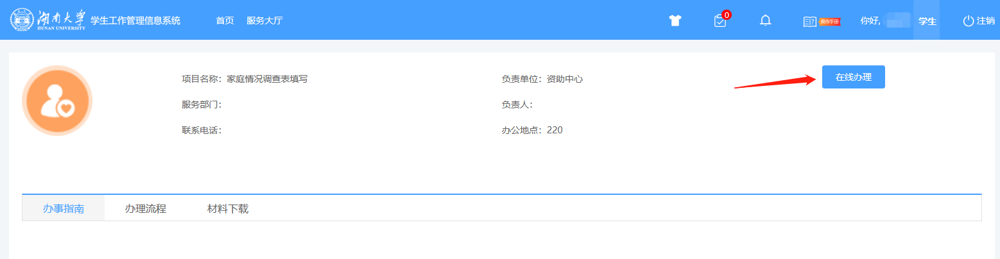 湖南大学
HUNAN UNIVERSITY
学生工作管理信息系统 首页 服务大厅 0 操作手册 你好, 学生 注销
项目名称：家庭情况调查表填写 负责单位：资助中心 在线办理
服务部门： 负责人：
联系电话： 办公地点：220
办事指南 办理流程 材料下载